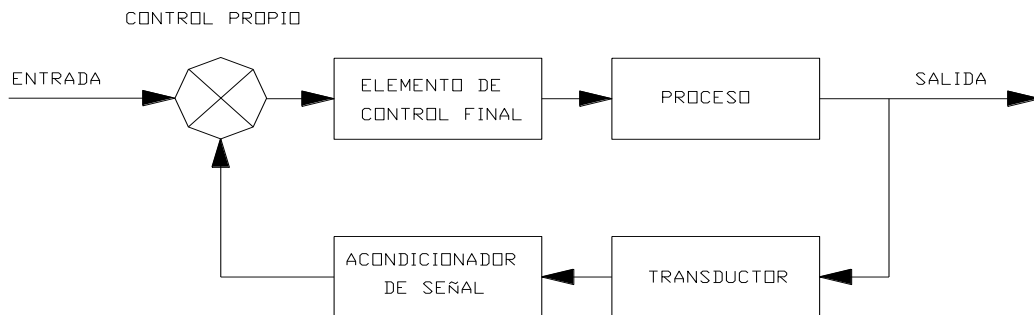 CONTROL PROPIO
ENTRADA
ELEMENTO DE
CONTROL FINAL
PROCESO
SALIDA
ACONDICIONADOR
DE SEÑAL
TRANSDUCTOR